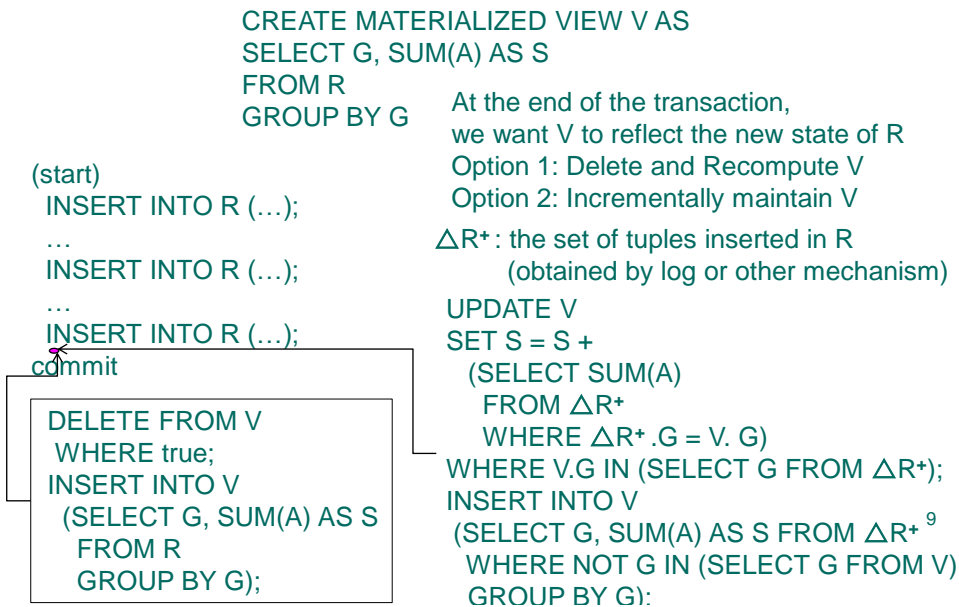 CREATE MATERIALIZED VIEW V AS
SELECT G, SUM(A) AS S
FROM R
GROUP BY G
At the end of the transaction,
we want V to reflect the new state of R
Option 1: Delete and Recompute V
Option 2: Incrementally maintain V
(start)
INSERT INTO R (…);
…
INSERT INTO R (…);
…
INSERT INTO R (…);
commit
DELETE FROM V
WHERE true;
INSERT INTO V
(SELECT G, SUM(A) AS S
FROM R
GROUP BY G);
△R⁺ : the set of tuples inserted in R
(obtained by log or other mechanism)
UPDATE V
SET S = S +
(SELECT SUM(A)
FROM △R⁺
WHERE △R⁺ .G = V. G)
WHERE V.G IN (SELECT G FROM △R⁺);
INSERT INTO V
(SELECT G, SUM(A) AS S FROM △R⁺
WHERE NOT G IN (SELECT G FROM V)
GROUP BY G);
9